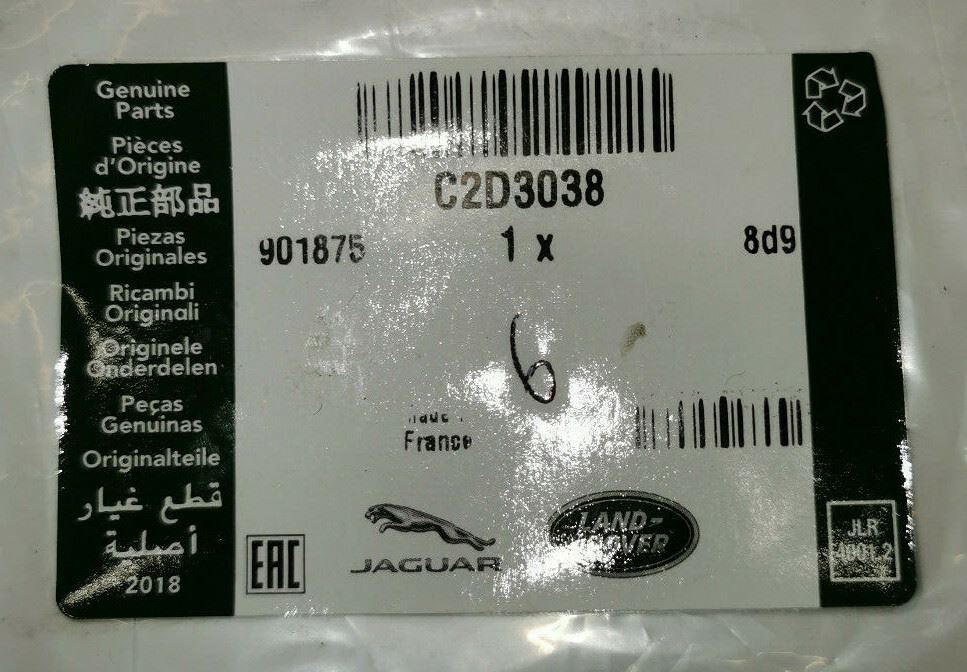 Genuine
Parts
Pièces
d'Origine
純正部品
Piezas
Originales
Ricambi
Originali
Originele
Onderdelen
Peças
Genuinas
Originalteile
قطع غيار
أصلية
2018
C2D3038
901875 1 x 8d9
6
France
EAC
JAGUAR
LAND-
ROVER
JLR